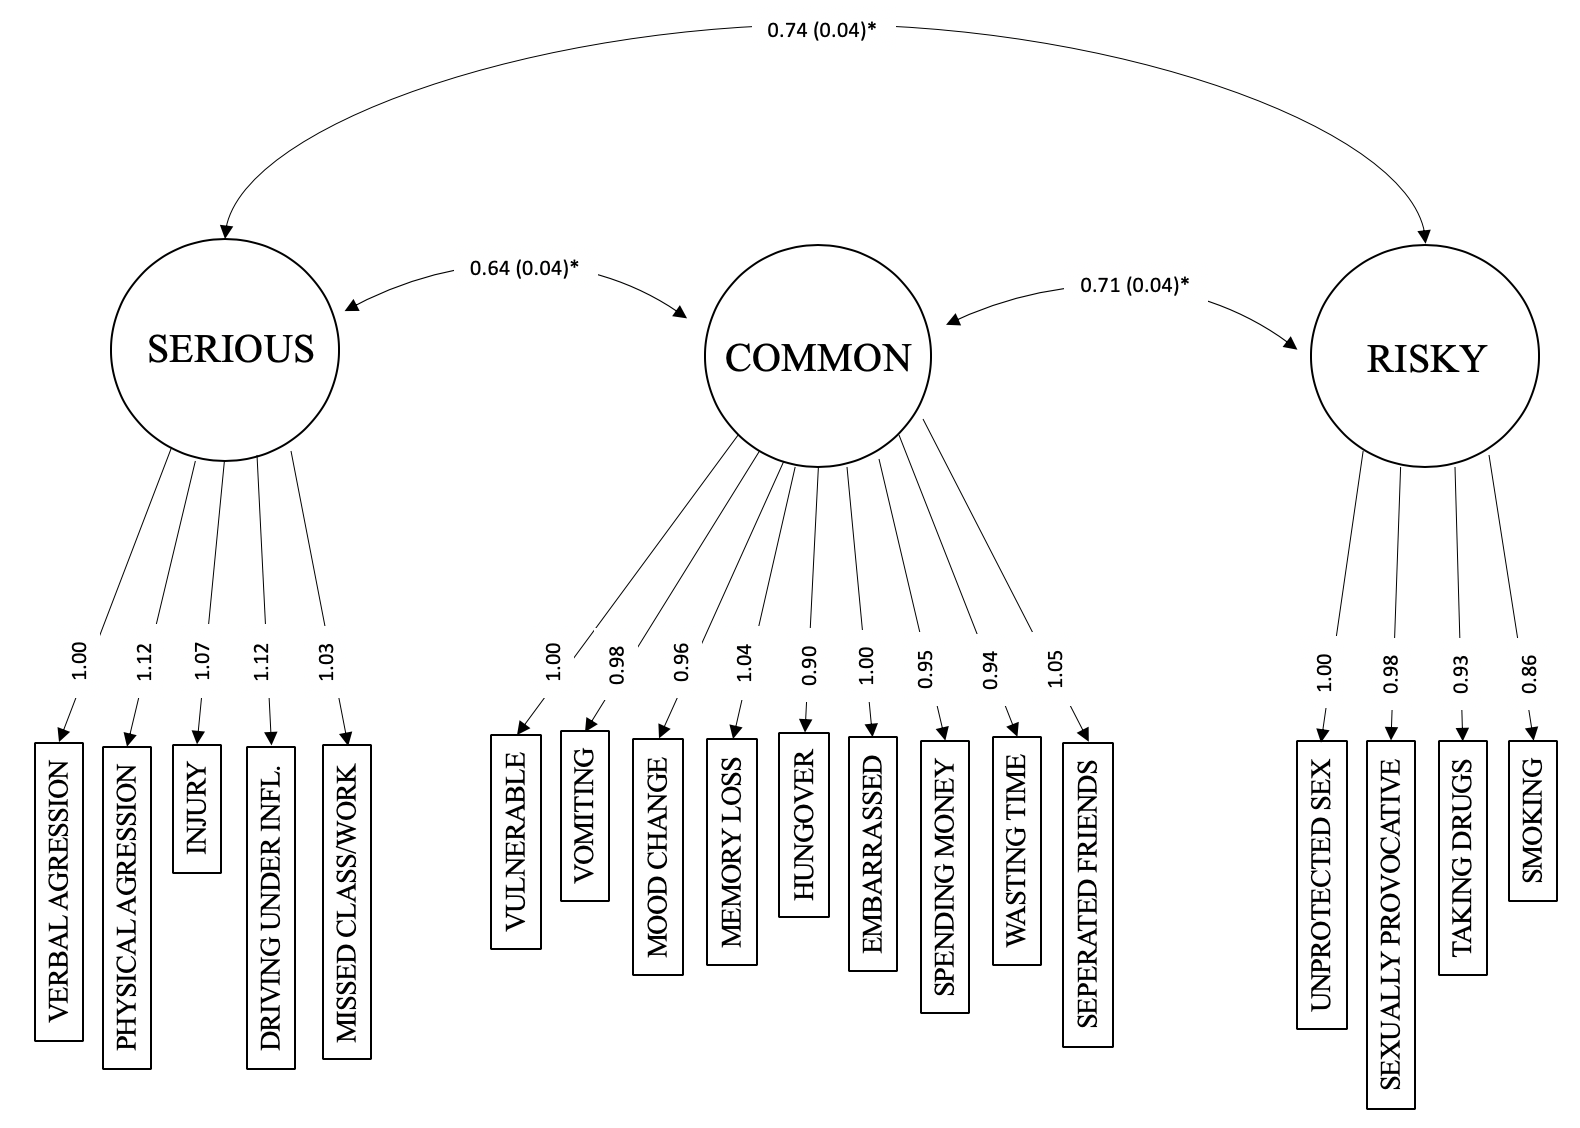 0.74 (0.04)*
0.64 (0.04)*
0.71 (0.04)*
SERIOUS
COMMON
RISKY
1.00
1.12
1.07
1.12
1.03
1.00
0.98
0.96
1.04
0.90
1.00
0.95
0.94
1.05
1.00
0.98
0.93
0.86
VERBAL AGRESSION
PHYSICAL AGRESSION
INJURY
DRIVING UNDER INFL.
MISSED CLASS/WORK
VULNERABLE
VOMITING
MOOD CHANGE
MEMORY LOSS
HUNGOVER
EMBARRASSED
SPENDING MONEY
WASTING TIME
SEPERATED FRIENDS
UNPROTECTED SEX
SEXUALLY PROVOCATIVE
TAKING DRUGS
SMOKING